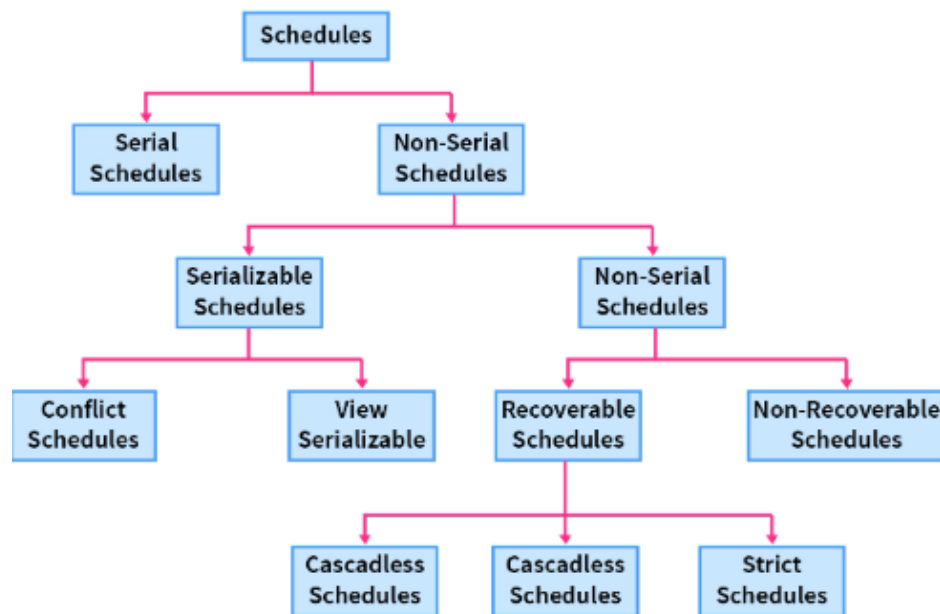 Schedules
Serial
Schedules
Non-Serial
Schedules
Serializable
Schedules
Non-Serial
Schedules
Conflict
Schedules
View
Serializable
Recoverable
Schedules
Non-Recoverable
Schedules
Cascadless
Schedules
Cascadless
Schedules
Strict
Schedules